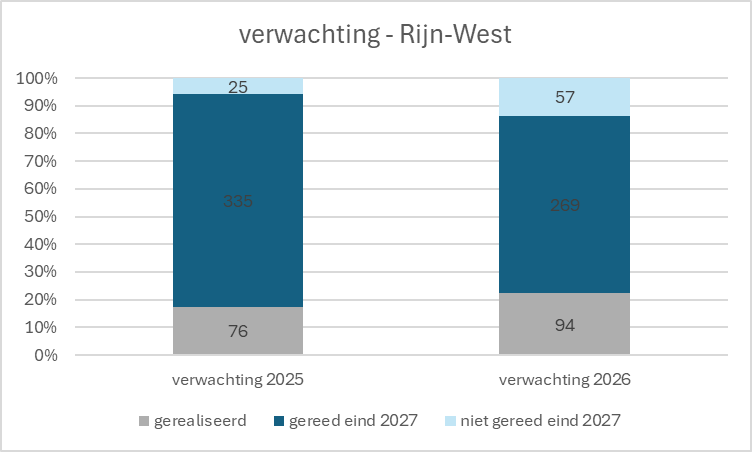 verwachting - Rijn-West
100%
90%
80%
70%
60%
50%
40%
30%
20%
10%
0%
25
335
76
57
269
94
verwachting 2025
verwachting 2026
gerealiseerd
gereed eind 2027
niet gereed eind 2027